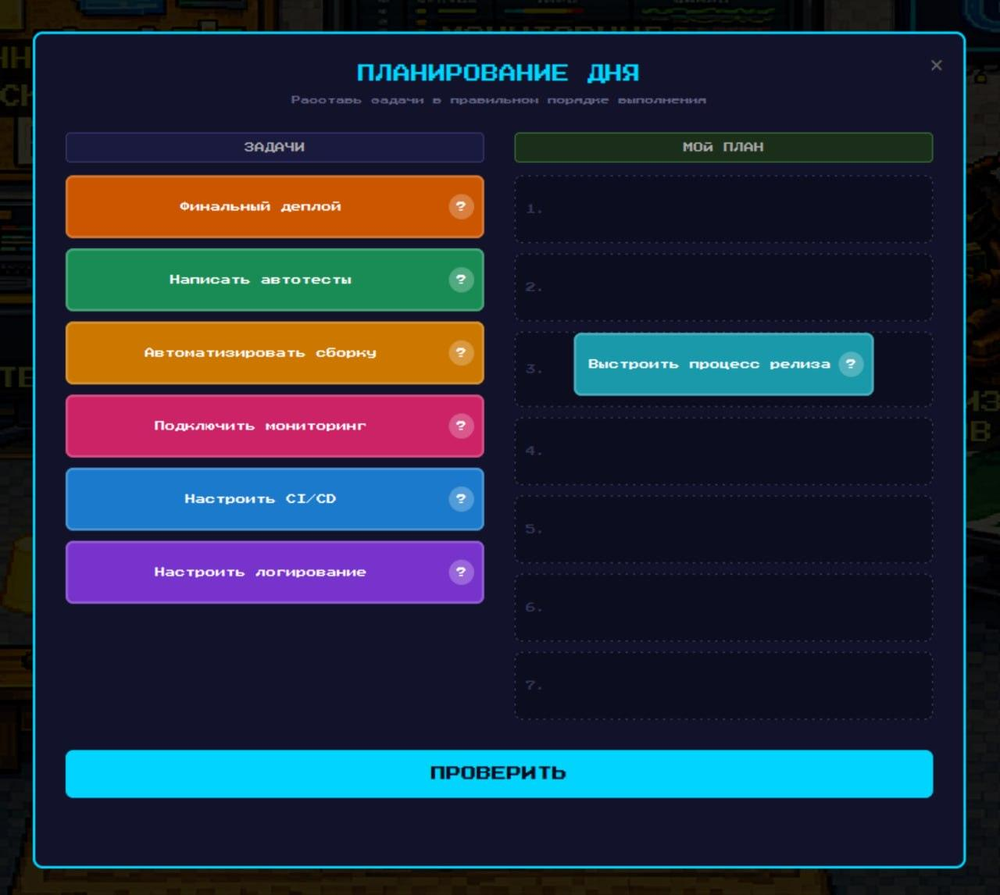 ПЛАНИРОВАНИЕ ДНЯ
×
Расставь задачи в правильном порядке выполнения
ЗАДАЧИ
Финальный деплой ?
Написать автотесты ?
Автоматизировать сборку ?
Подключить мониторинг ?
Настроить CI/CD ?
Настроить логирование ?
МОЙ ПЛАН
1.
2.
3. Выстроить процесс релиза ?
4.
5.
6.
7.
ПРОВЕРИТЬ